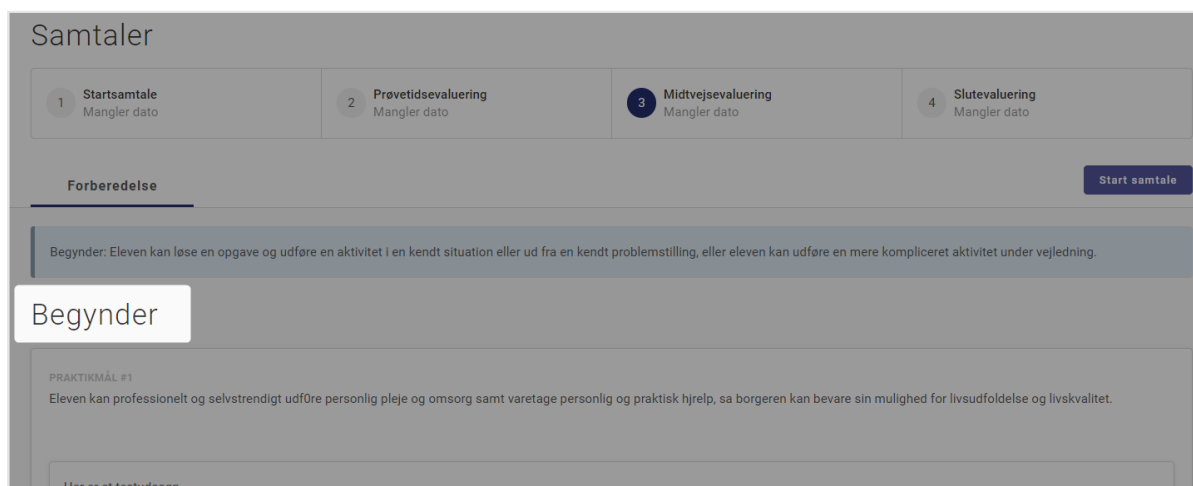 Samtaler
1 Startsamtale
Mangler dato
2 Prøvetidsevaluering
Mangler dato
3 Midtvejsevaluering
Mangler dato
4 Slutevaluering
Mangler dato
Forberedelse
Start samtale
Begynder: Eleven kan løse en opgave og udføre en aktivitet i en kendt situation eller ud fra en kendt problemstilling, eller eleven kan udføre en mere kompliceret aktivitet under vejledning.
Begynder
PRAKTIKMÅL #1
Eleven kan professionelt og selvstrendigt udf0re personlig pleje og omsorg samt varetage personlig og praktisk hjrelp, sa borgeren kan bevare sin mulighed for livsudfoldelse og livskvalitet.